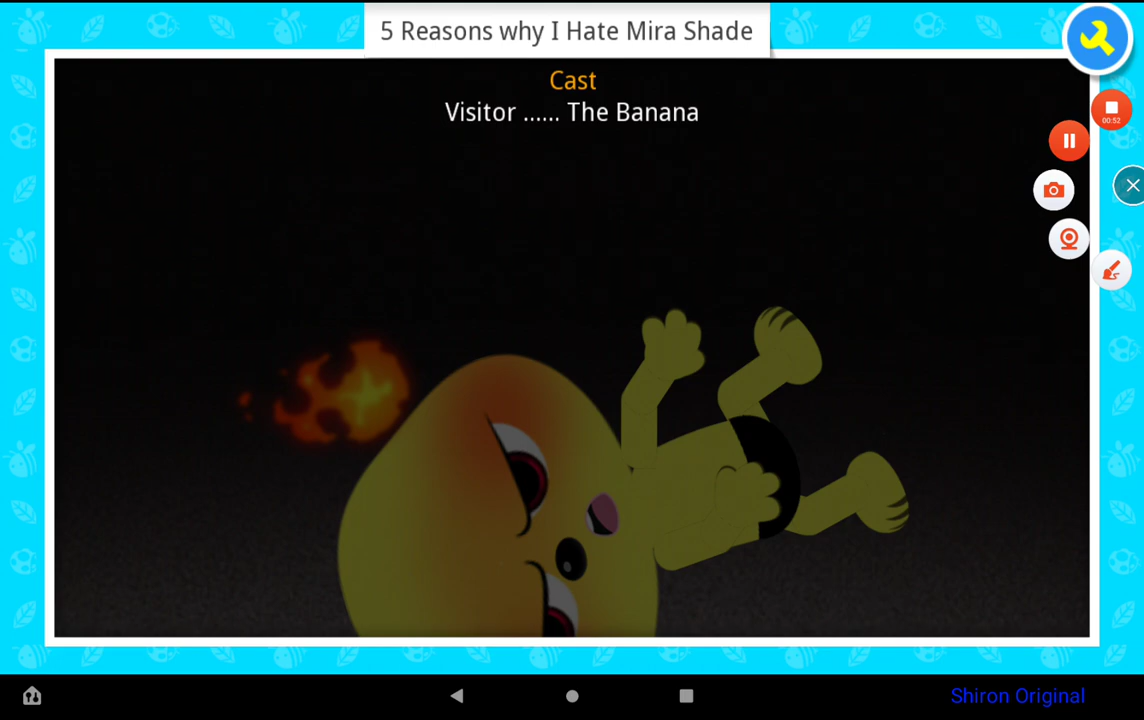 5 Reasons why I Hate Mira Shade
Cast
Visitor ...... The Banana
00:52
Shiron Original